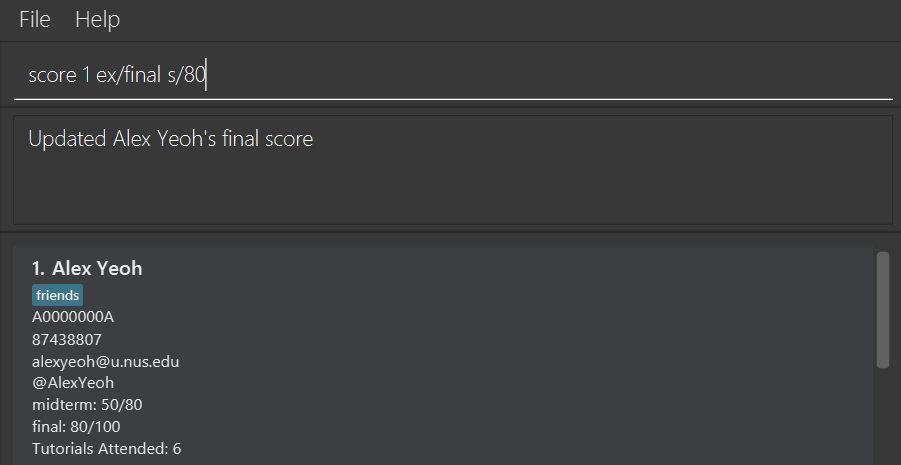 File Help
score 1 ex/final s/80
Updated Alex Yeoh's final score
1. Alex Yeoh
friends
A0000000A
87438807
alexyeoh@u.nus.edu
@AlexYeoh
midterm: 50/80
final: 80/100
Tutorials Attended: 6